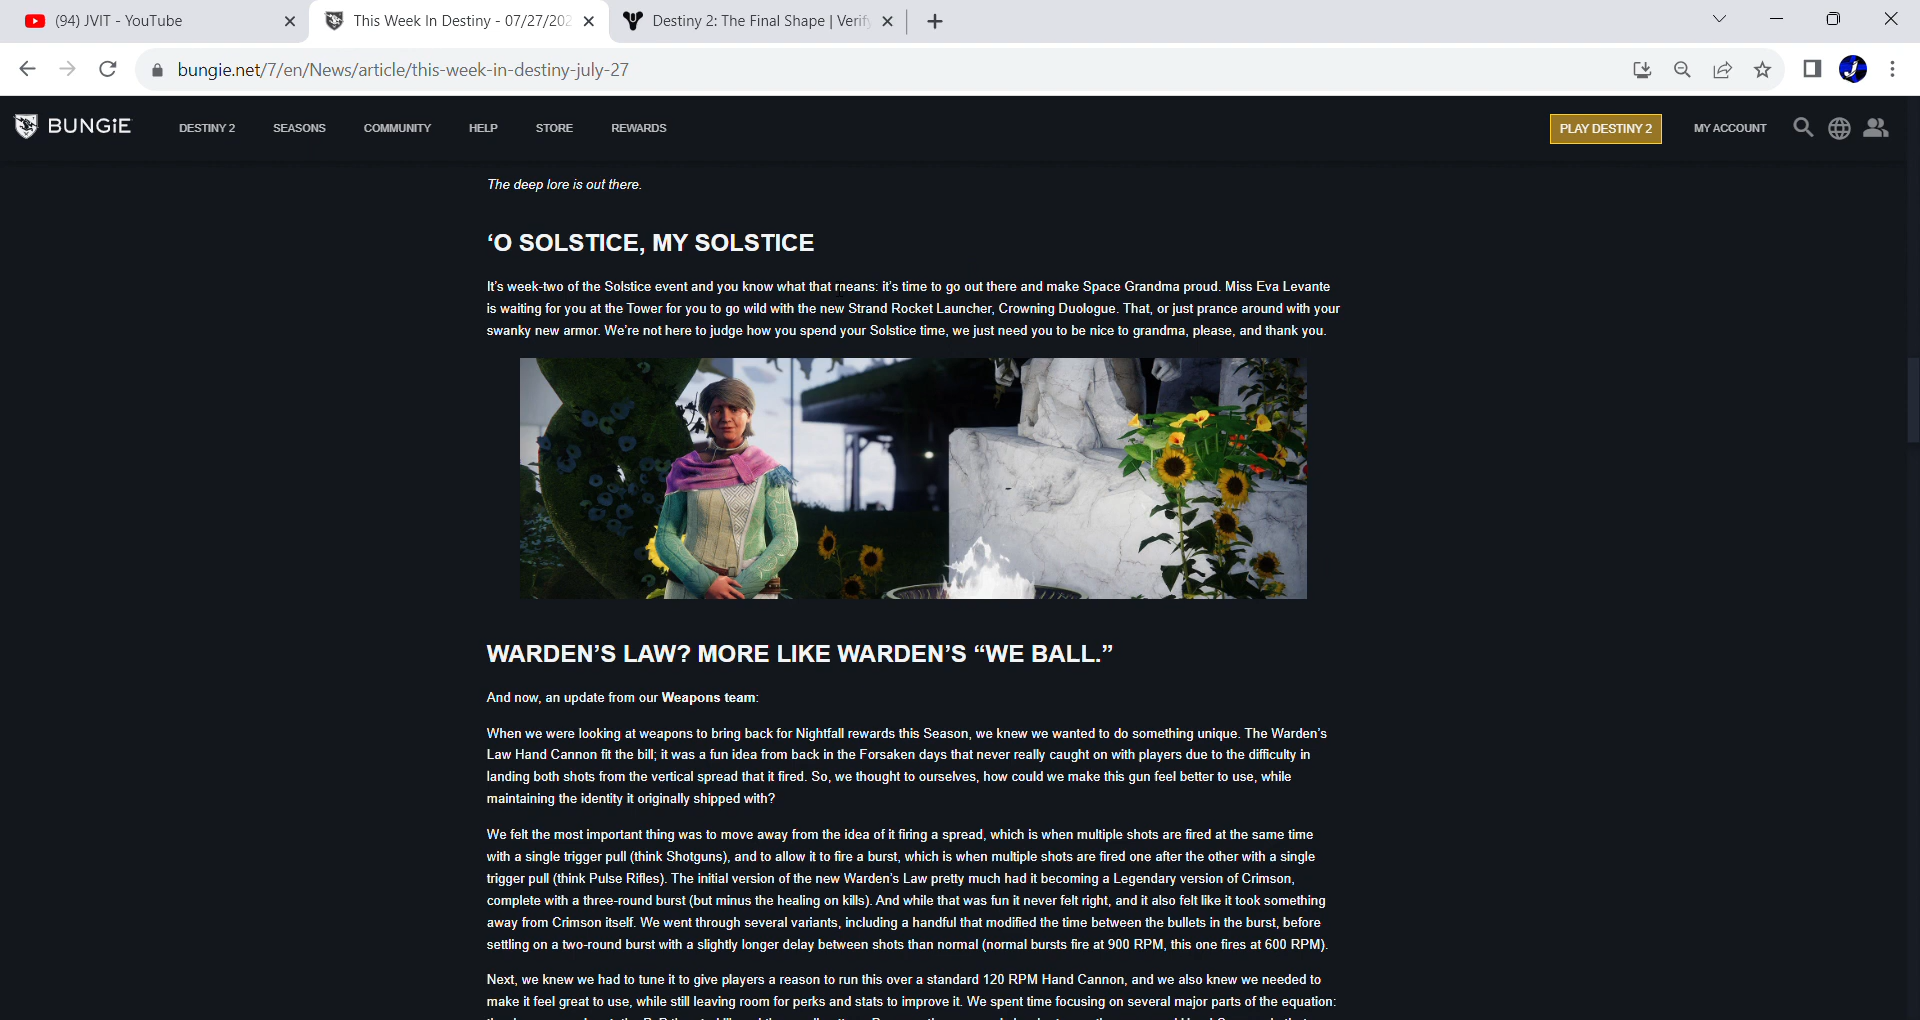 (94) JVIT - YouTube
This Week In Destiny - 07/27/202
Destiny 2: The Final Shape | Verify
bungie.net/7/en/News/article/this-week-in-destiny-july-27
BUNGiE
DESTINY 2
SEASONS
COMMUNITY
HELP
STORE
REWARDS
PLAY DESTINY 2
MY ACCOUNT
The deep lore is out there.
‘O SOLSTICE, MY SOLSTICE
It’s week-two of the Solstice event and you know what that means: it’s time to go out there and make Space Grandma proud. Miss Eva Levante
is waiting for you at the Tower for you to go wild with the new Strand Rocket Launcher, Crowning Duologue. That, or just prance around with your
swanky new armor. We’re not here to judge how you spend your Solstice time, we just need you to be nice to grandma, please, and thank you.
WARDEN’S LAW? MORE LIKE WARDEN’S “WE BALL.”
And now, an update from our Weapons team:
When we were looking at weapons to bring back for Nightfall rewards this Season, we knew we wanted to do something unique. The Warden’s
Law Hand Cannon fit the bill; it was a fun idea from back in the Forsaken days that never really caught on with players due to the difficulty in
landing both shots from the vertical spread that it fired. So, we thought to ourselves, how could we make this gun feel better to use, while
maintaining the identity it originally shipped with?
We felt the most important thing was to move away from the idea of it firing a spread, which is when multiple shots are fired at the same time
with a single trigger pull (think Shotguns), and to allow it to fire a burst, which is when multiple shots are fired one after the other with a single
trigger pull (think Pulse Rifles). The initial version of the new Warden’s Law pretty much had it becoming a Legendary version of Crimson,
complete with a three-round burst (but minus the healing on kills). And while that was fun it never felt right, and it also felt like it took something
away from Crimson itself. We went through several variants, including a handful that modified the time between the bullets in the burst, before
settling on a two-round burst with a slightly longer delay between shots than normal (normal bursts fire at 900 RPM, this one fires at 600 RPM).
Next, we knew we had to tune it to give players a reason to run this over a standard 120 RPM Hand Cannon, and we also knew we needed to
make it feel great to use, while still leaving room for perks and stats to improve it. We spent time focusing on several major parts of the equation: